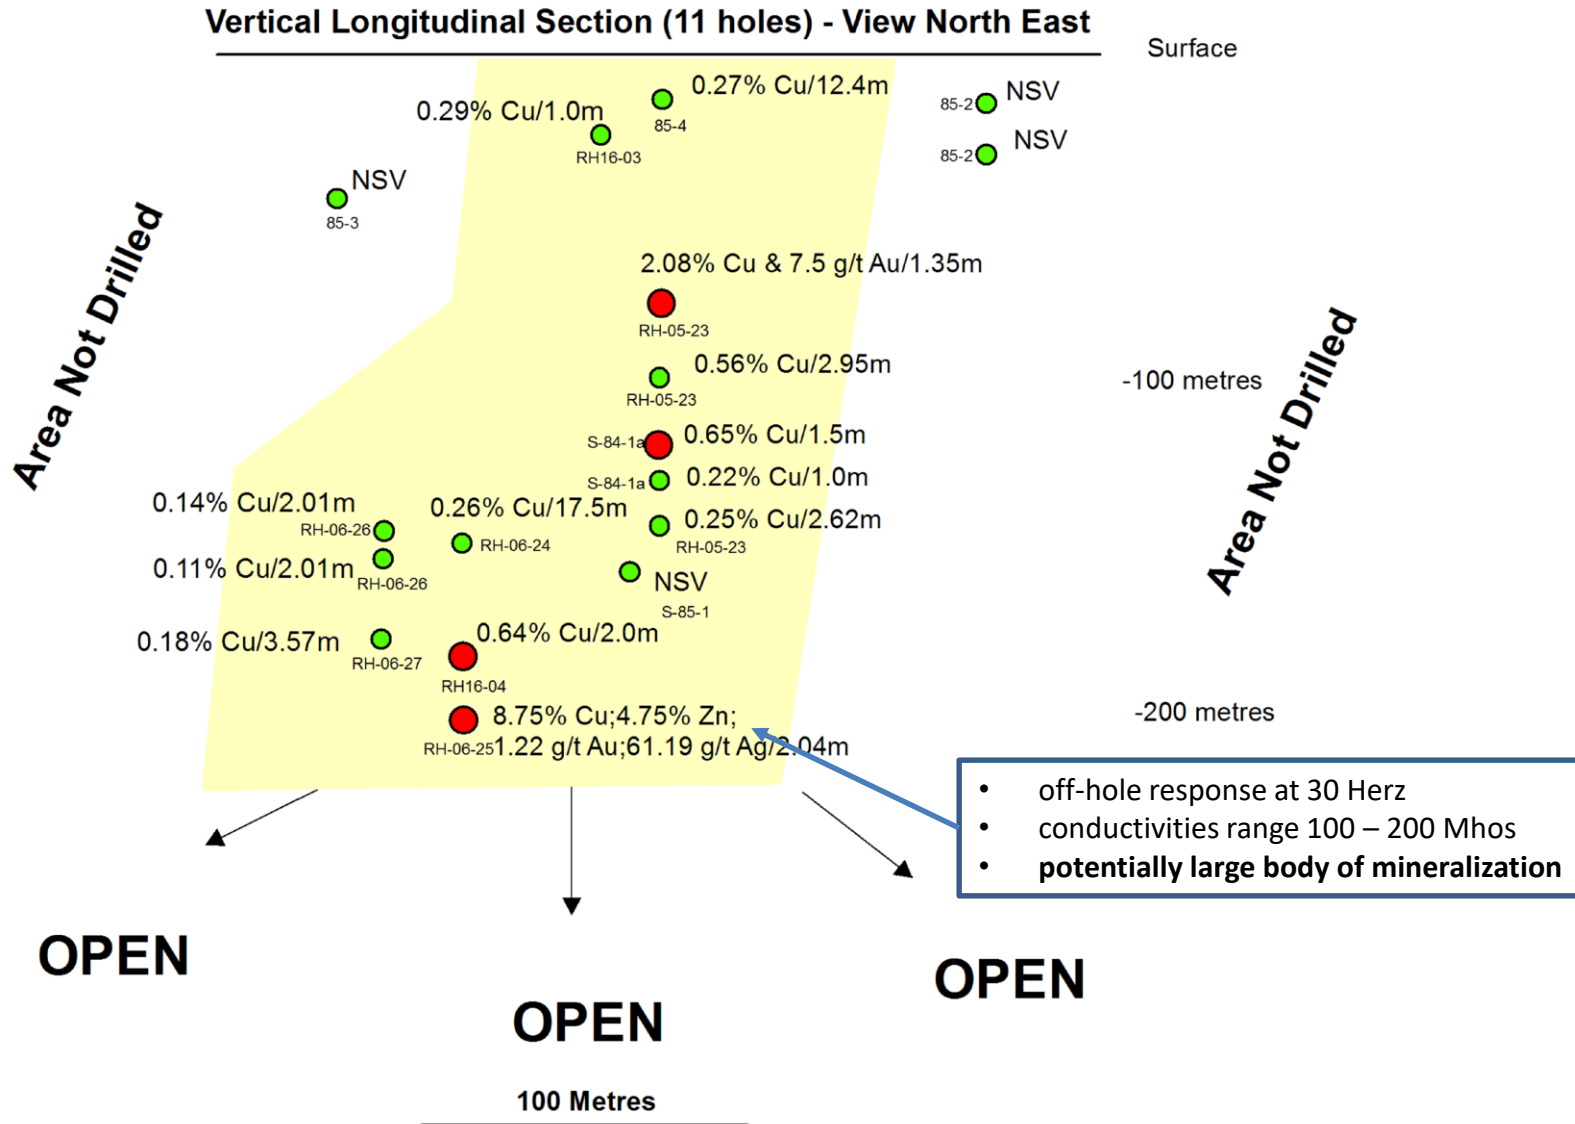 Vertical Longitudinal Section (11 holes) - View North East
Surface
0.27% Cu/12.4m
85-4
0.29% Cu/1.0m
RH16-03
85-2 NSV
85-2 NSV
NSV
85-3
Area Not Drilled
2.08% Cu & 7.5 g/t Au/1.35m
RH-05-23
0.56% Cu/2.95m
RH-05-23
-100 metres
Area Not Drilled
S-84-1a 0.65% Cu/1.5m
S-84-1a 0.22% Cu/1.0m
0.14% Cu/2.01m
RH-06-26
0.26% Cu/17.5m
RH-06-24
0.25% Cu/2.62m
RH-05-23
0.11% Cu/2.01m
RH-06-26
NSV
S-85-1
0.18% Cu/3.57m
RH-06-27
0.64% Cu/2.0m
RH16-04
-200 metres
8.75% Cu;4.75% Zn;
RH-06-25 1.22 g/t Au;61.19 g/t Ag/2.04m
• off-hole response at 30 Herz
• conductivities range 100 – 200 Mhos
• potentially large body of mineralization
OPEN
OPEN
OPEN
100 Metres